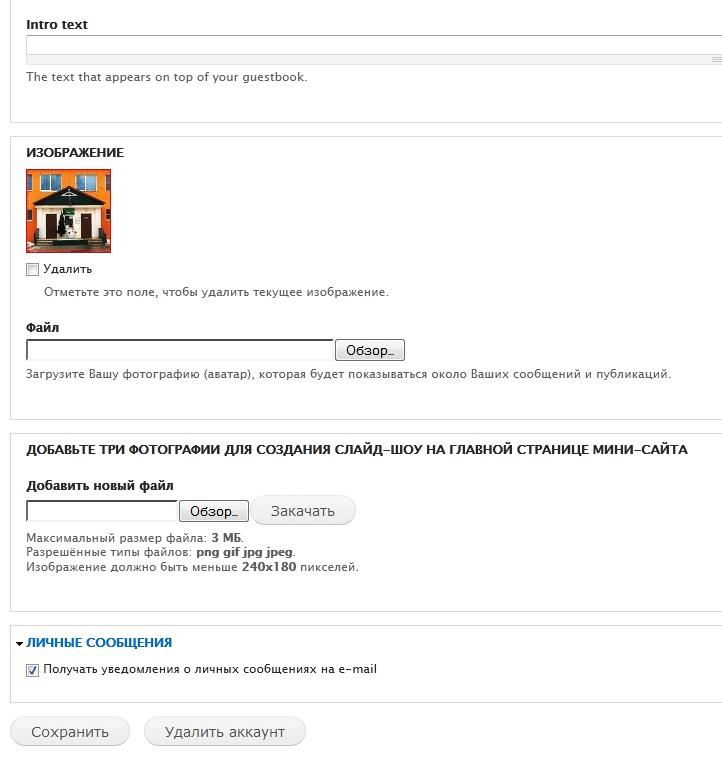 Intro text
The text that appears on top of your guestbook.
ИЗОБРАЖЕНИЕ
Удалить
Отметьте это поле, чтобы удалить текущее изображение.
Файл
Обзор...
Загрузите Вашу фотографию (аватар), которая будет показываться около Ваших сообщений и публикаций.
ДОБАВЬТЕ ТРИ ФОТОГРАФИИ ДЛЯ СОЗДАНИЯ СЛАЙД-ШОУ НА ГЛАВНОЙ СТРАНИЦЕ МИНИ-САЙТА
Добавить новый файл
Обзор... Закачать
Максимальный размер файла: 3 МБ.
Разрешённые типы файлов: png gif jpg jpeg.
Изображение должно быть меньше 240x180 пикселей.
ЛИЧНЫЕ СООБЩЕНИЯ
Получать уведомления о личных сообщениях на e-mail
Сохранить Удалить аккаунт